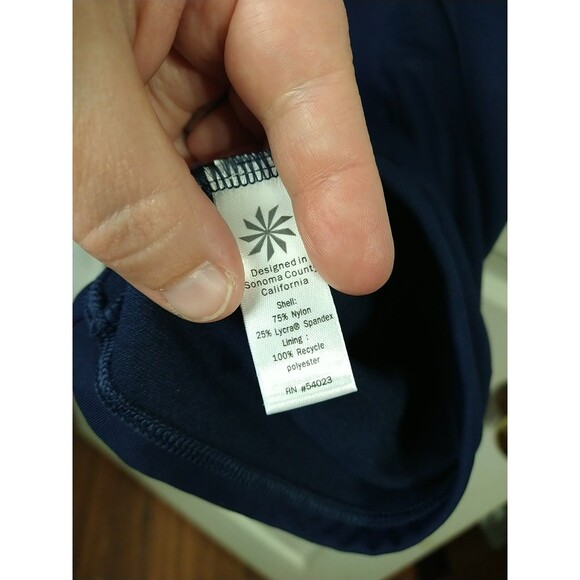 Designed in
Sonoma County
California
Shell:
75% Nylon
25% Lycra® Spandex
Lining :
100% Recycle
polyester
RN #54023